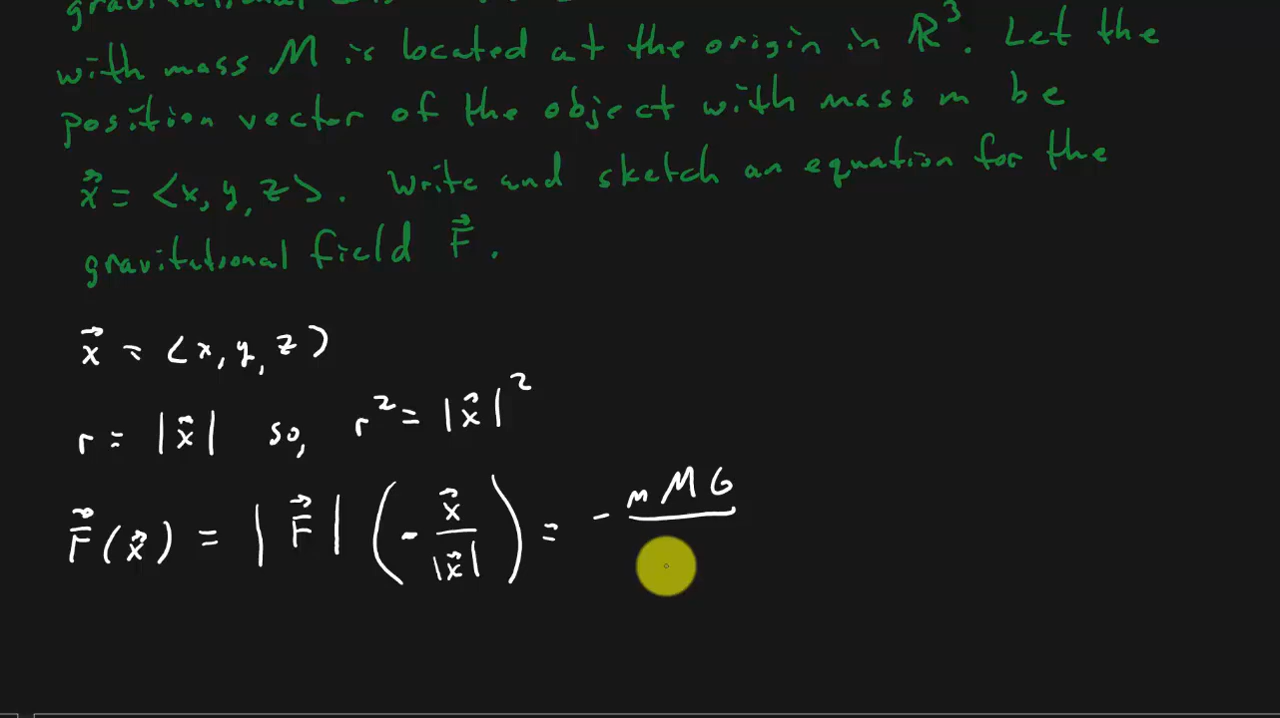 gravitational
with mass M is located at the origin in ℝ³. Let the
position vector of the object with mass m be
x⃗ = <x, y, z>. Write and sketch an equation for the
gravitational field F⃗.
x⃗ = <x, y, z>
r = |x⃗| so, r² = |x⃗|²
F⃗(x⃗) = |F⃗| (- x⃗/|x⃗|) = - mMG